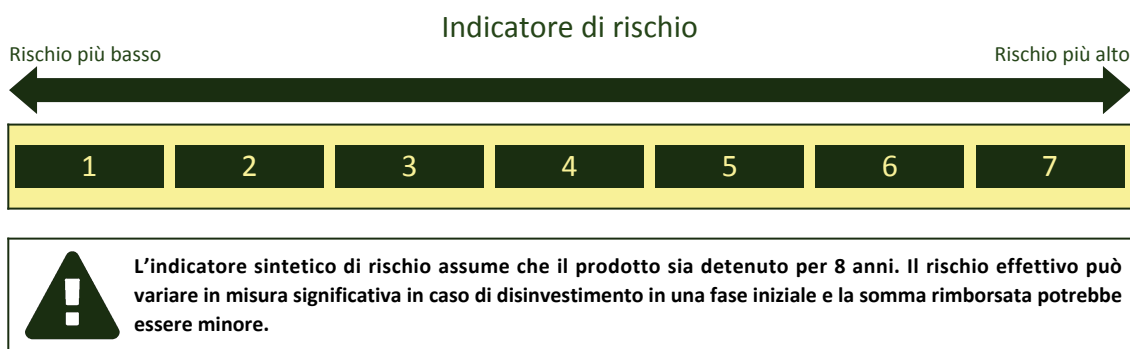 Indicatore di rischio
Rischio più basso
Rischio più alto
1 2 3 4 5 6 7
L'indicatore sintetico di rischio assume che il prodotto sia detenuto per 8 anni. Il rischio effettivo può
variare in misura significativa in caso di disinvestimento in una fase iniziale e la somma rimborsata potrebbe
essere minore.